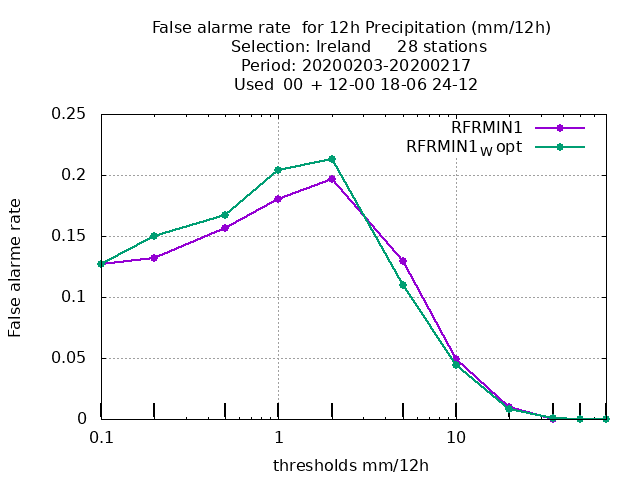 False alarme rate  for 12h Precipitation (mm/12h)
Selection: Ireland     28 stations
Period: 20200203-20200217
Used  00  + 12-00 18-06 24-12
0.25
0.2
0.15
0.1
0.05
0
False alarme rate
RFRMIN1
RFRMIN1W opt
0.1 1 10
thresholds mm/12h